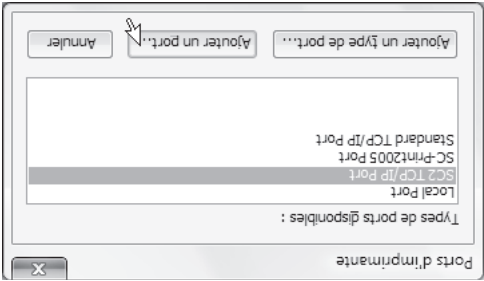 Ports d'imprimante
Types de ports disponibles :
Local Port
SC2 TCP/IP Port
SC-Print2005 Port
Standard TCP/IP Port
Ajouter un type de port... Ajouter un port... Annuler